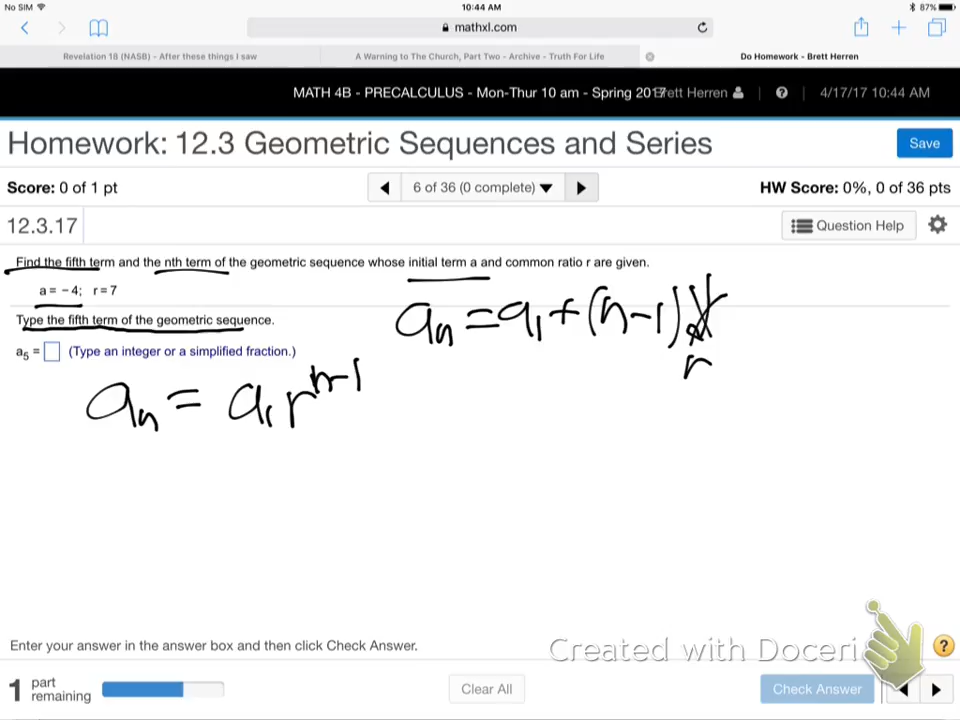 No SIM 10:44 AM 87%
mathxl.com
Revelation 18 (NASB) - After these things I saw A Warning to The Church, Part Two - Archive - Truth For Life Do Homework - Brett Herren
MATH 4B - PRECALCULUS - Mon-Thur 10 am - Spring 2017 Brett Herren | ? | 4/17/17 10:44 AM
Homework: 12.3 Geometric Sequences and Series Save
Score: 0 of 1 pt 6 of 36 (0 complete) HW Score: 0%, 0 of 36 pts
12.3.17 Question Help
Find the fifth term and the nth term of the geometric sequence whose initial term a and common ratio r are given.
a = − 4; r = 7
aₙ = a₁ + (n-1)
r
Type the fifth term of the geometric sequence.
a₅ = (Type an integer or a simplified fraction.)
aₙ = a₁ rⁿ⁻¹
Enter your answer in the answer box and then click Check Answer.
Created with Doceri
?
1 part remaining Clear All Check Answer